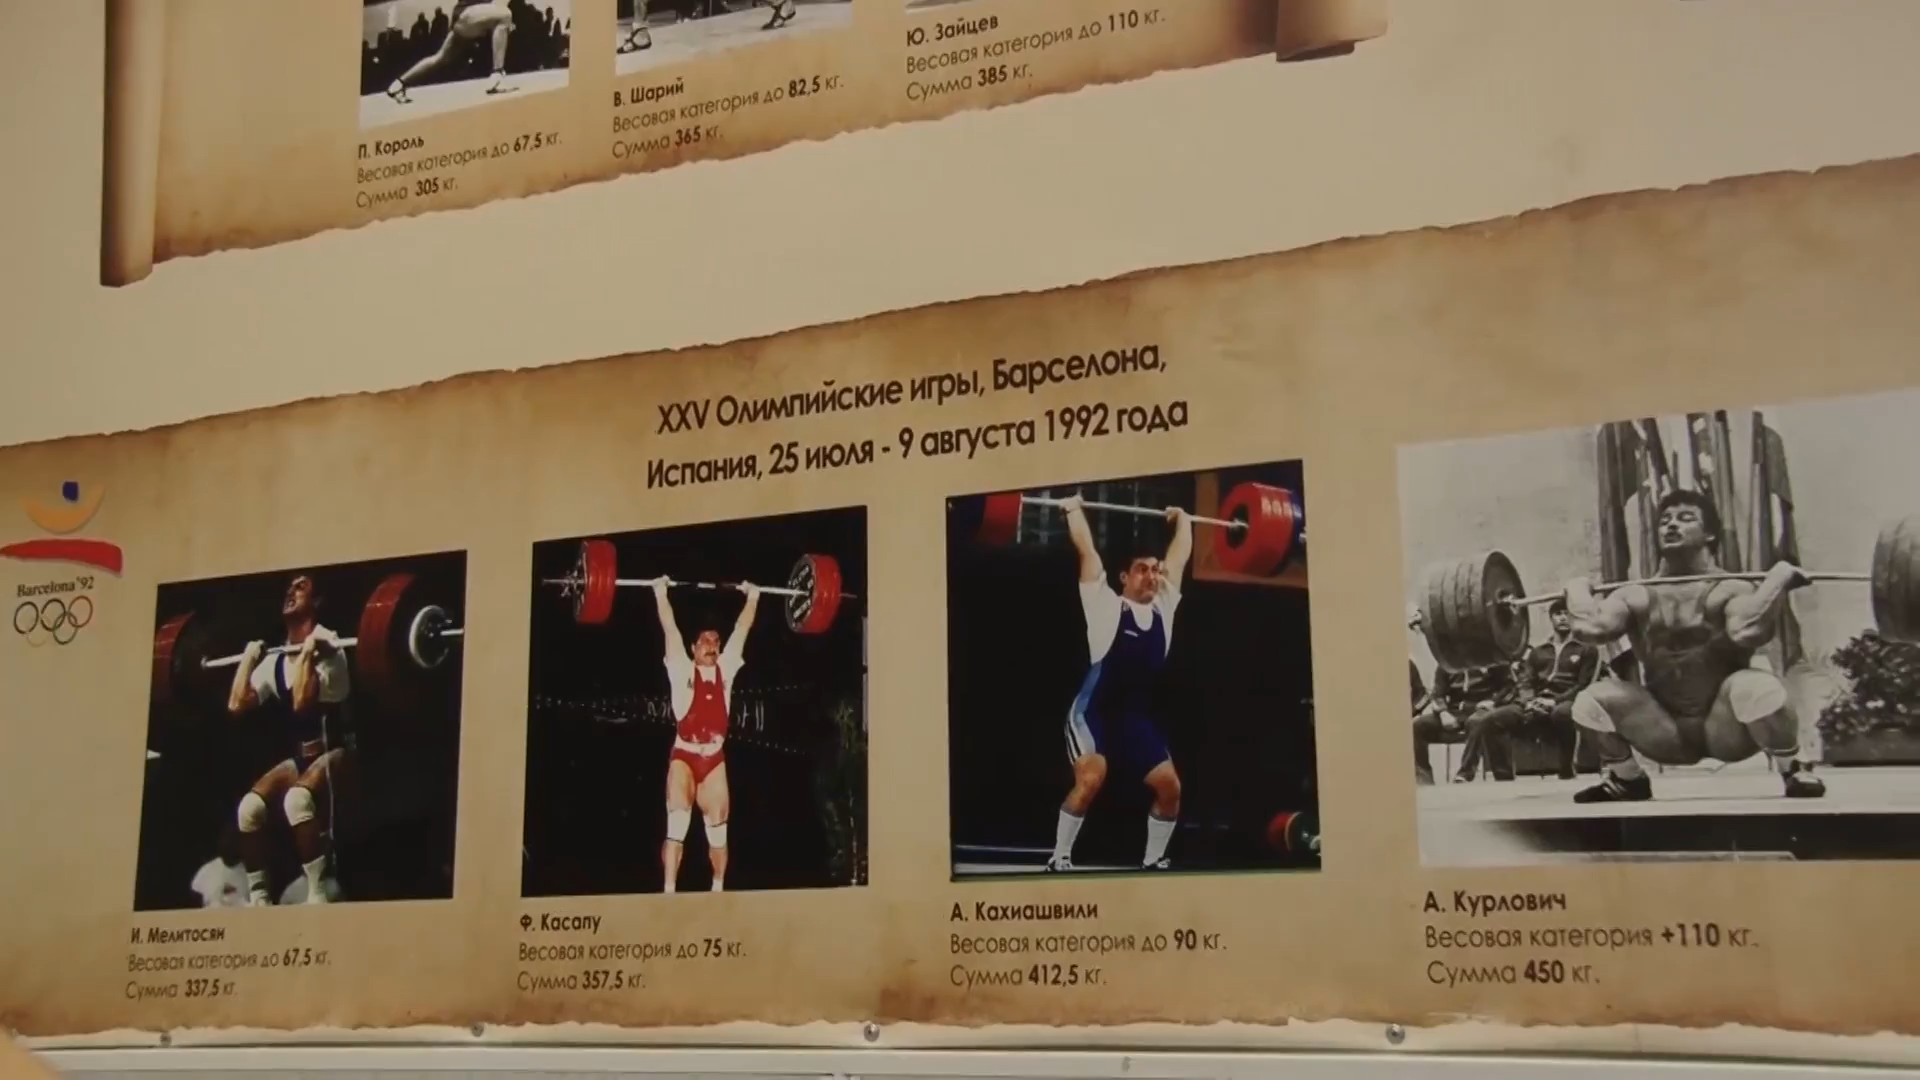 П. Король
Весовая категория до 67,5 кг.
Сумма 305 кг.
В. Шарий
Весовая категория до 82,5 кг.
Сумма 365 кг.
Ю. Зайцев
Весовая категория до 110 кг.
Сумма 385 кг.
XXV Олимпийские игры, Барселона,
Испания, 25 июля - 9 августа 1992 года
Barcelona'92
И. Мелитосян
Весовая категория до 67,5 кг.
Сумма 337,5 кг.
Ф. Касапу
Весовая категория до 75 кг.
Сумма 357,5 кг.
А. Кахиашвили
Весовая категория до 90 кг.
Сумма 412,5 кг.
А. Курлович
Весовая категория +110 кг.
Сумма 450 кг.